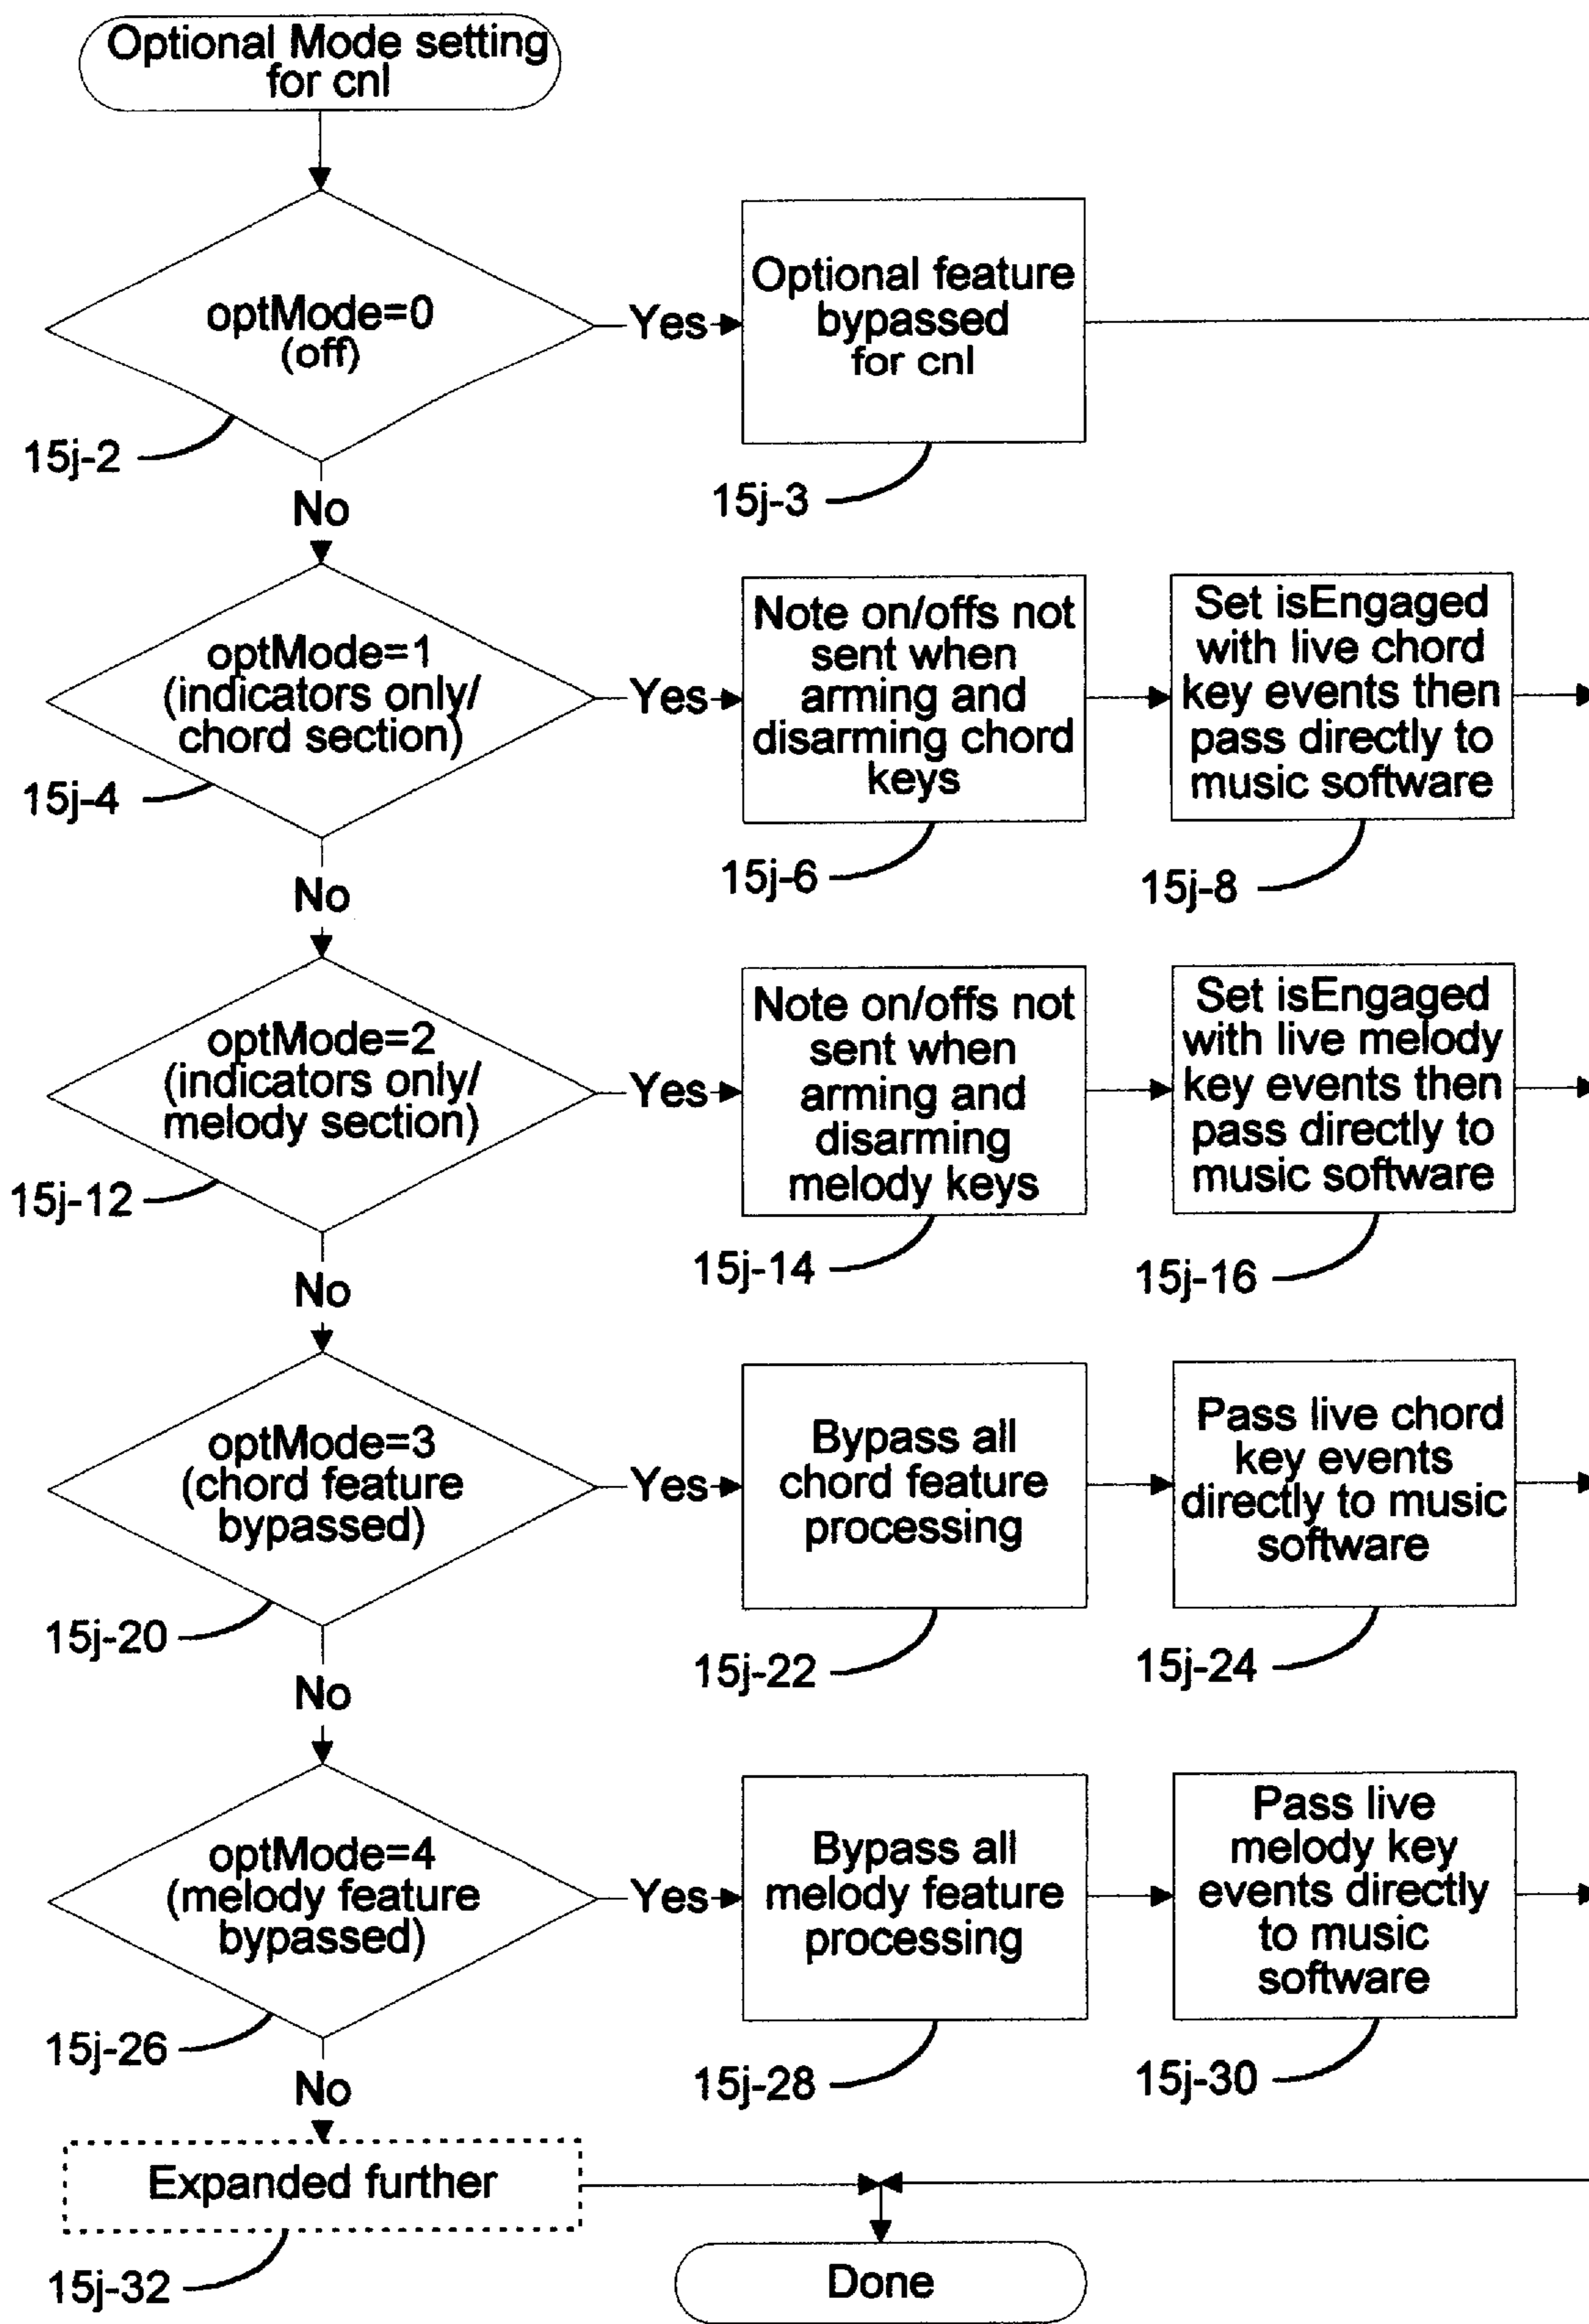 Optional Mode setting
for cnl
optMode=0
(off)
Yes
Optional feature
bypassed
for cnl
15j-2
15j-3
No
optMode=1
(indicators only/
chord section)
Yes
Note on/offs not
sent when
arming and
disarming chord
keys
Set isEngaged
with live chord
key events then
pass directly to
music software
15j-4
15j-6
15j-8
No
optMode=2
(indicators only/
melody section)
Yes
Note on/offs not
sent when
arming and
disarming
melody keys
Set isEngaged
with live melody
key events then
pass directly to
music software
15j-12
15j-14
15j-16
No
optMode=3
(chord feature
bypassed)
Yes
Bypass all
chord feature
processing
Pass live chord
key events
directly to music
software
15j-20
15j-22
15j-24
No
optMode=4
(melody feature
bypassed)
Yes
Bypass all
melody feature
processing
Pass live
melody key
events directly
to music
software
15j-26
15j-28
15j-30
No
Expanded further
15j-32
Done